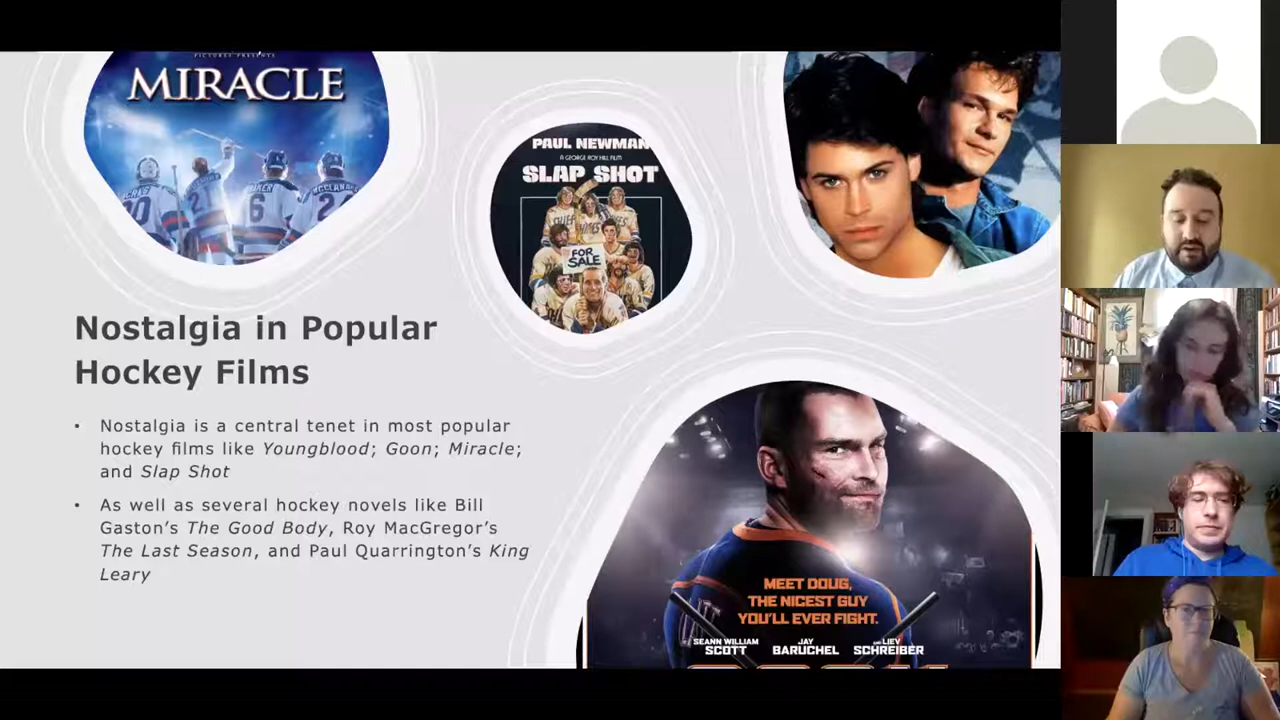 PICTURES PRESENTS
MIRACLE
6
PAUL NEWMAN
A GEORGE ROY HILL FILM
SLAP SHOT
FOR
SALE
Nostalgia in Popular
Hockey Films
• Nostalgia is a central tenet in most popular
hockey films like Youngblood; Goon; Miracle;
and Slap Shot
• As well as several hockey novels like Bill
Gaston's The Good Body, Roy MacGregor's
The Last Season, and Paul Quarrington's King
Leary
MEET DOUG,
THE NICEST GUY
YOU'LL EVER FIGHT.
SEANN WILLIAM
SCOTT
JAY
BARUCHEL
LIEV
SCHREIBER